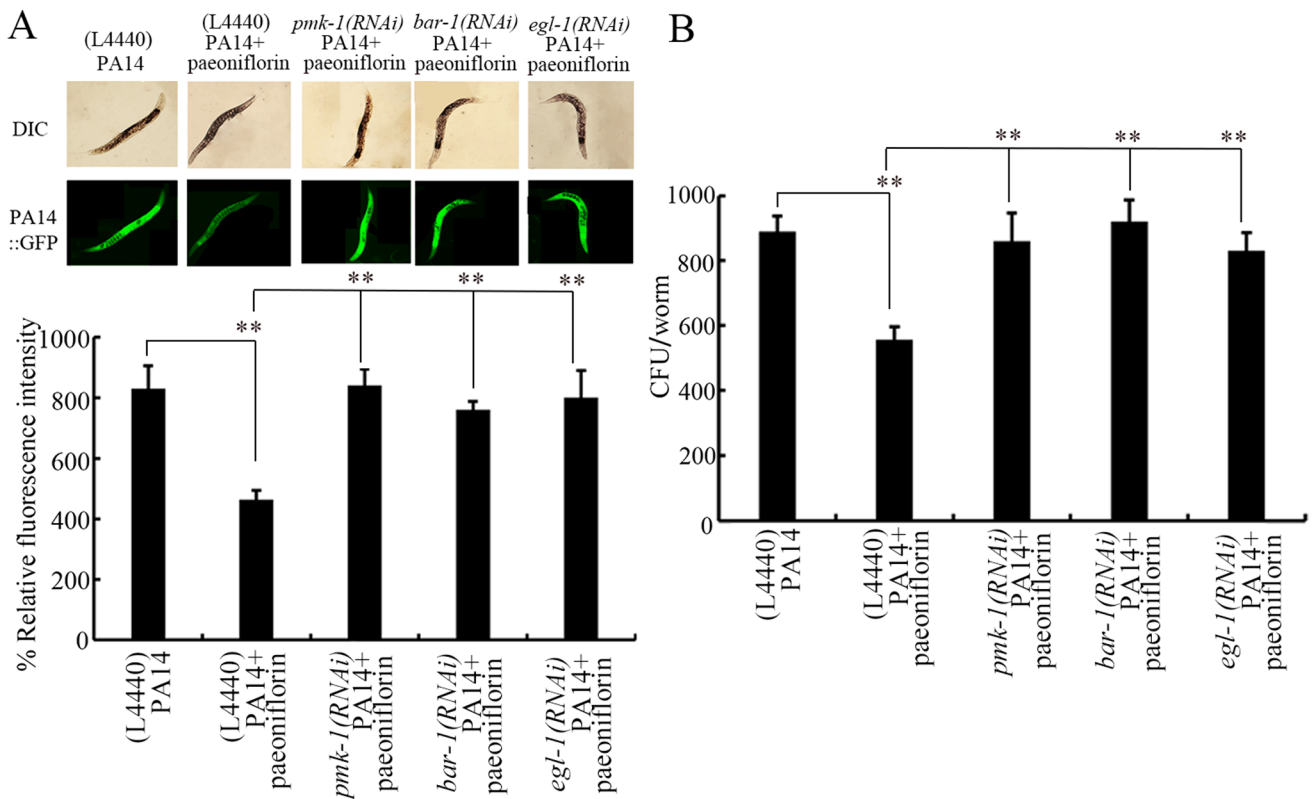 A
(L4440)
PA14
(L4440)
PA14+
paeoniflorin
pmk-1(RNAi)
PA14+
paeoniflorin
bar-1(RNAi)
PA14+
paeoniflorin
egl-1(RNAi)
PA14+
paeoniflorin
DIC
PA14
::GFP
**
**
**
**
% Relative fluorescence intensity
1000
800
600
400
200
0
(L4440)
PA14
(L4440)
PA14+
paeoniflorin
pmk-1(RNAi)
PA14+
paeoniflorin
bar-1(RNAi)
PA14+
paeoniflorin
egl-1(RNAi)
PA14+
paeoniflorin
B
**
**
**
**
CFU/worm
1000
800
600
400
200
0
(L4440)
PA14
(L4440)
PA14+
paeoniflorin
pmk-1(RNAi)
PA14+
paeoniflorin
bar-1(RNAi)
PA14+
paeoniflorin
egl-1(RNAi)
PA14+
paeoniflorin